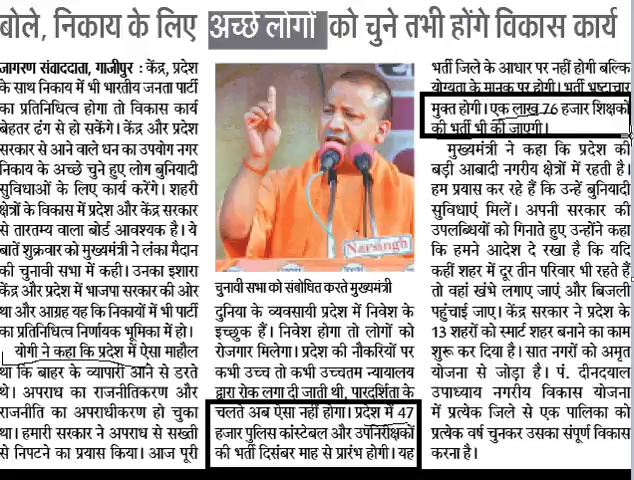 बोले, निकाय के लिए अच्छे लोगों को चुने तभी होंगे विकास कार्य
जागरण संवाददाता, गाजीपुर : केंद्र, प्रदेश
के साथ निकाय में भी भारतीय जनता पार्टी
का प्रतिनिधित्व होगा तो विकास कार्य
बेहतर ढंग से हो सकेंगे। केंद्र और प्रदेश
सरकार से आने वाले धन का उपयोग नगर
निकाय के अच्छे चुने हुए लोग बुनियादी
सुविधाओं के लिए कार्य करेंगे। शहरी
क्षेत्रों के विकास में प्रदेश और केंद्र सरकार
से तारतम्य वाला बोर्ड आवश्यक है। ये
बातें शुक्रवार को मुख्यमंत्री ने लंका मैदान
की चुनावी सभा में कही। उनका इशारा
केंद्र और प्रदेश में भाजपा सरकार की ओर
था और आग्रह यह कि निकायों में भी पार्टी
का प्रतिनिधित्व निर्णायक भूमिका में हो।
योगी ने कहा कि प्रदेश में ऐसा माहौल
था कि बाहर के व्यापारी आने से डरते
थे। अपराध का राजनीतिकरण और
राजनीति का अपराधीकरण हो चुका
था। हमारी सरकार ने अपराध से सख्ती
से निपटने का प्रयास किया। आज पूरी
Narsingh
चुनावी सभा को संबोधित करते मुख्यमंत्री
दुनिया के व्यवसायी प्रदेश में निवेश के
इच्छुक हैं। निवेश होगा तो लोगों को
रोजगार मिलेगा। प्रदेश की नौकरियों पर
कभी उच्च तो कभी उच्चतम न्यायालय
द्वारा रोक लगा दी जाती थी, पारदर्शिता के
चलते अब ऐसा नहीं होगा। प्रदेश में 47
हजार पुलिस कांस्टेबल और उपनिरीक्षकों
की भर्ती दिसंबर माह से प्रारंभ होगी। यह
भर्ती जिले के आधार पर नहीं होगी बल्कि
योग्यता के मानक पर होगी। भर्ती भ्रष्टाचार
मुक्त होगी। एक लाख 76 हजार शिक्षकों
की भर्ती भी की जाएगी।
मुख्यमंत्री ने कहा कि प्रदेश की
बड़ी आबादी नगरीय क्षेत्रों में रहती है।
हम प्रयास कर रहे हैं कि उन्हें बुनियादी
सुविधाएं मिलें। अपनी सरकार की
उपलब्धियों को गिनाते हुए उन्होंने कहा
कि हमने आदेश दे रखा है कि यदि
कहीं शहर में दूर तीन परिवार भी रहते हैं
तो वहां खंभे लगाए जाएं और बिजली
पहुंचाई जाए। केंद्र सरकार ने प्रदेश के
13 शहरों को स्मार्ट शहर बनाने का काम
शुरू कर दिया है। सात नगरों को अमृत
योजना से जोड़ा है। पं. दीनदयाल
उपाध्याय नगरीय विकास योजना
में प्रत्येक जिले से एक पालिका को
प्रत्येक वर्ष चुनकर उसका संपूर्ण विकास
करना है।